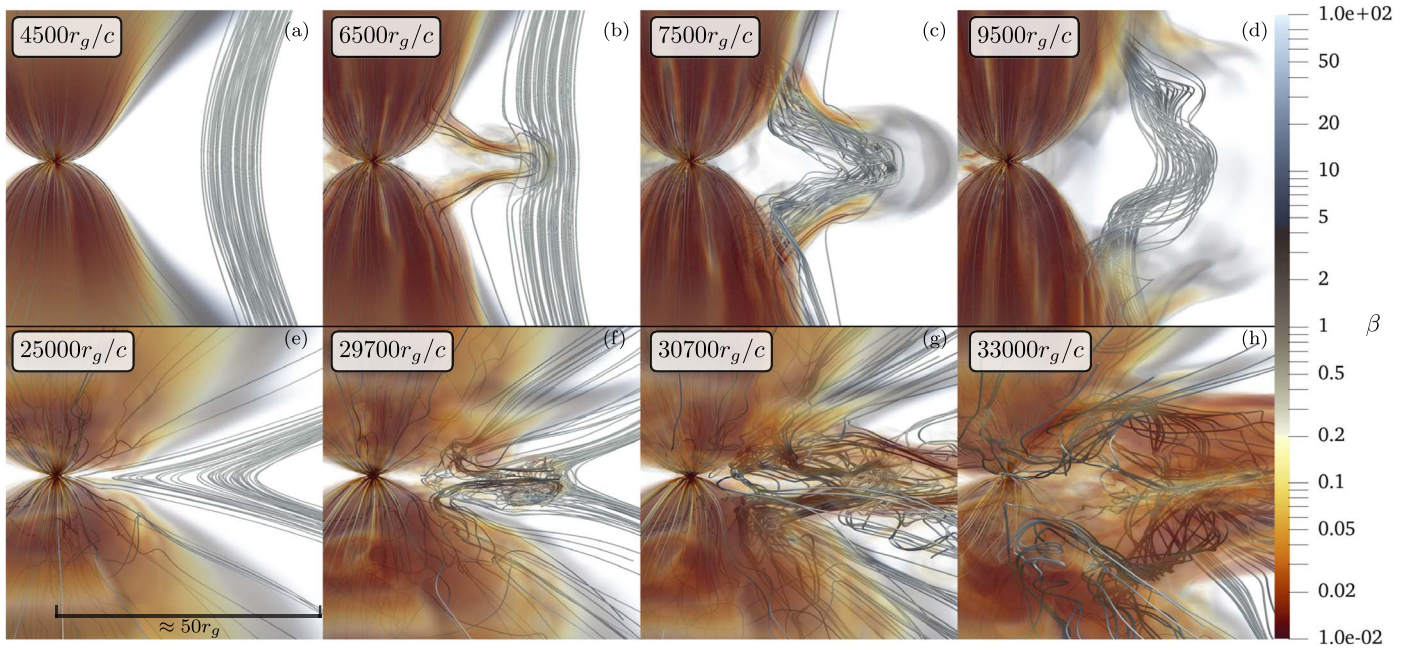 4500r_g/c (a)
6500r_g/c (b)
7500r_g/c (c)
9500r_g/c (d)
25000r_g/c (e)
29700r_g/c (f)
30700r_g/c (g)
33000r_g/c (h)
≈ 50r_g
1.0e+02
50
20
10
5
2
1
0.5
0.2
0.1
0.05
0.02
1.0e-02
β